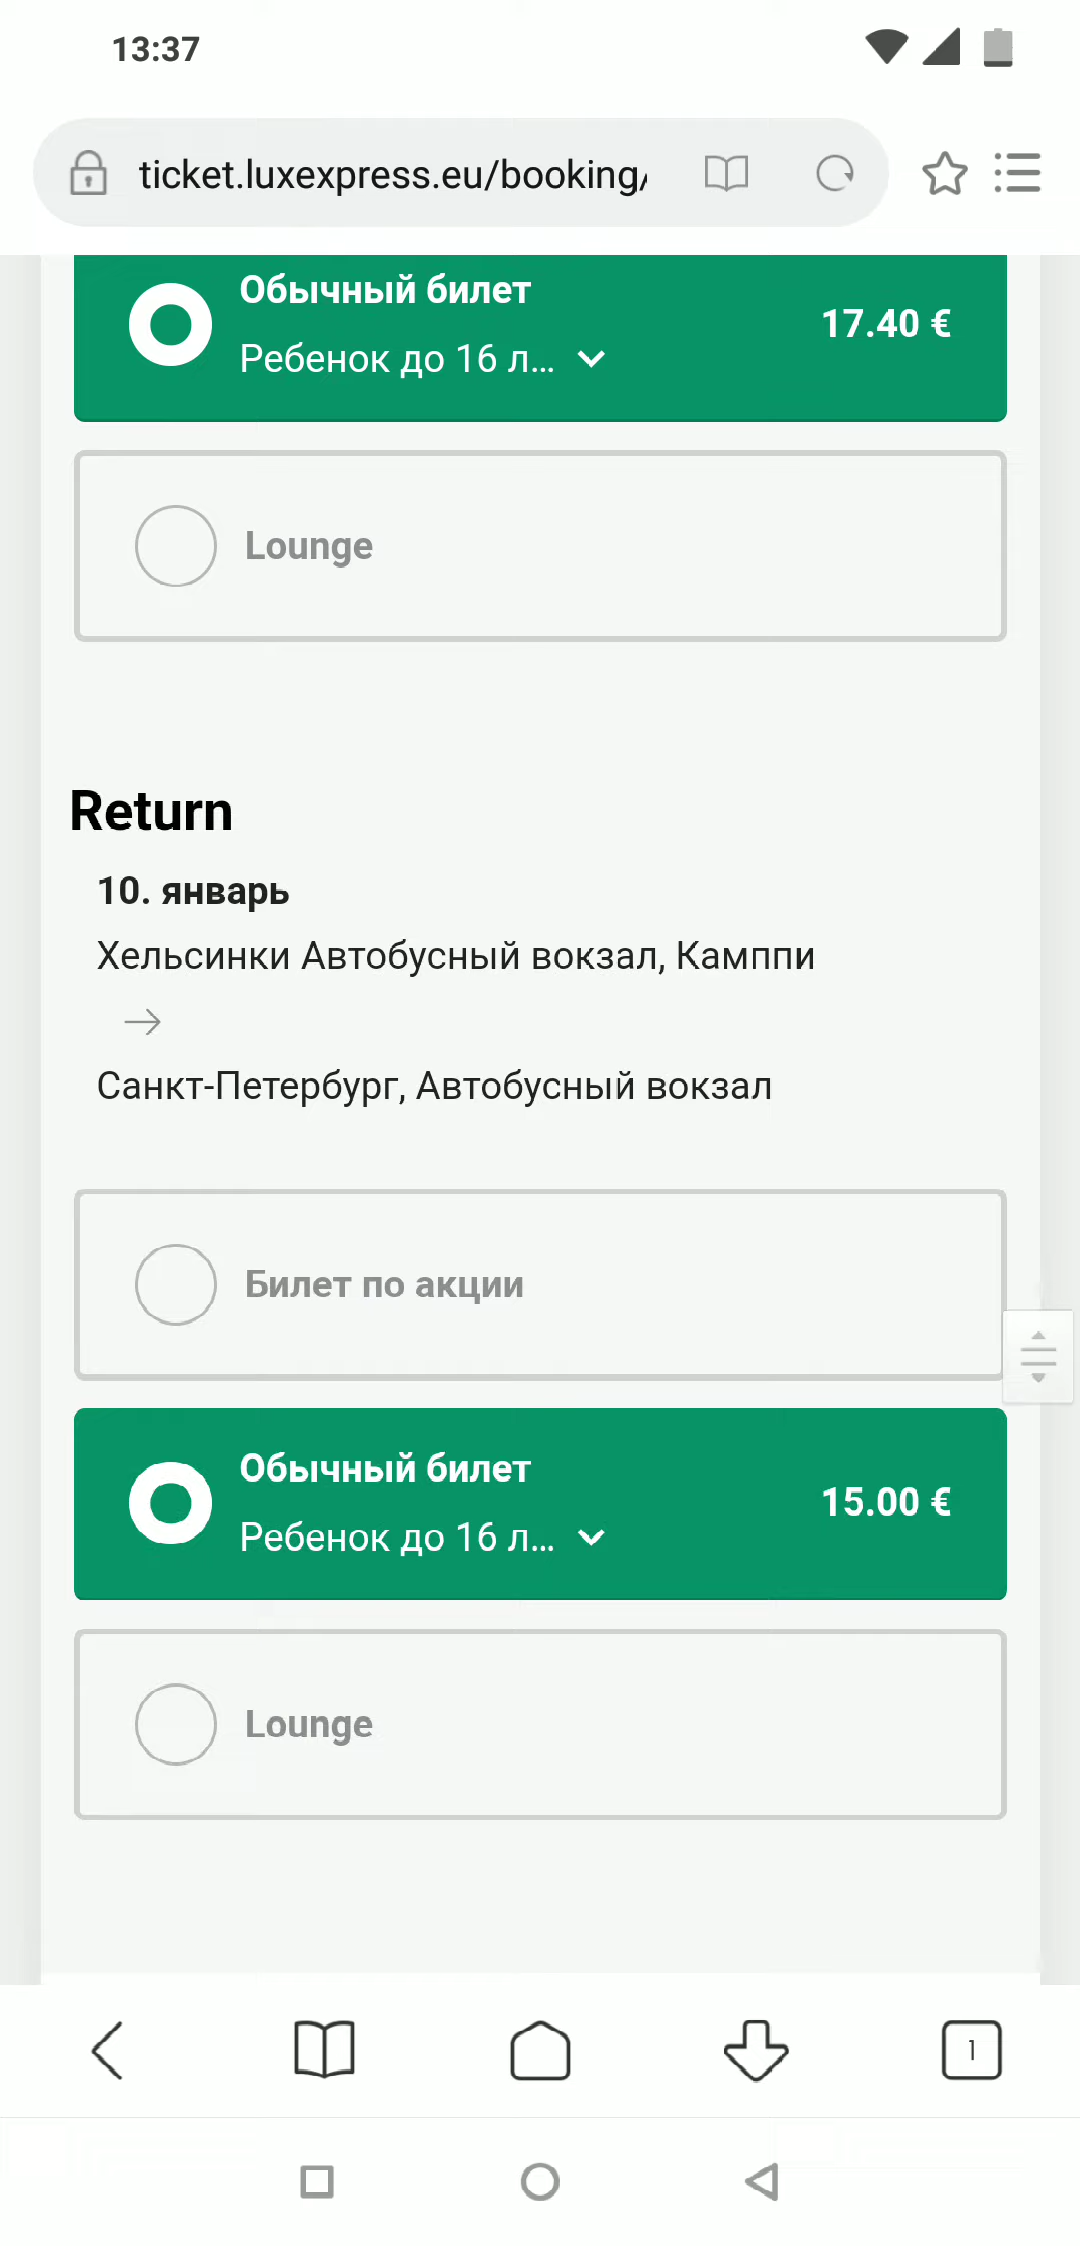 13:37
ticket.luxexpress.eu/booking/
Обычный билет
17.40 €
Ребенок до 16 л...
Lounge
Return
10. январь
Хельсинки Автобусный вокзал, Камппи
→
Санкт-Петербург, Автобусный вокзал
Билет по акции
Обычный билет
15.00 €
Ребенок до 16 л...
Lounge
1